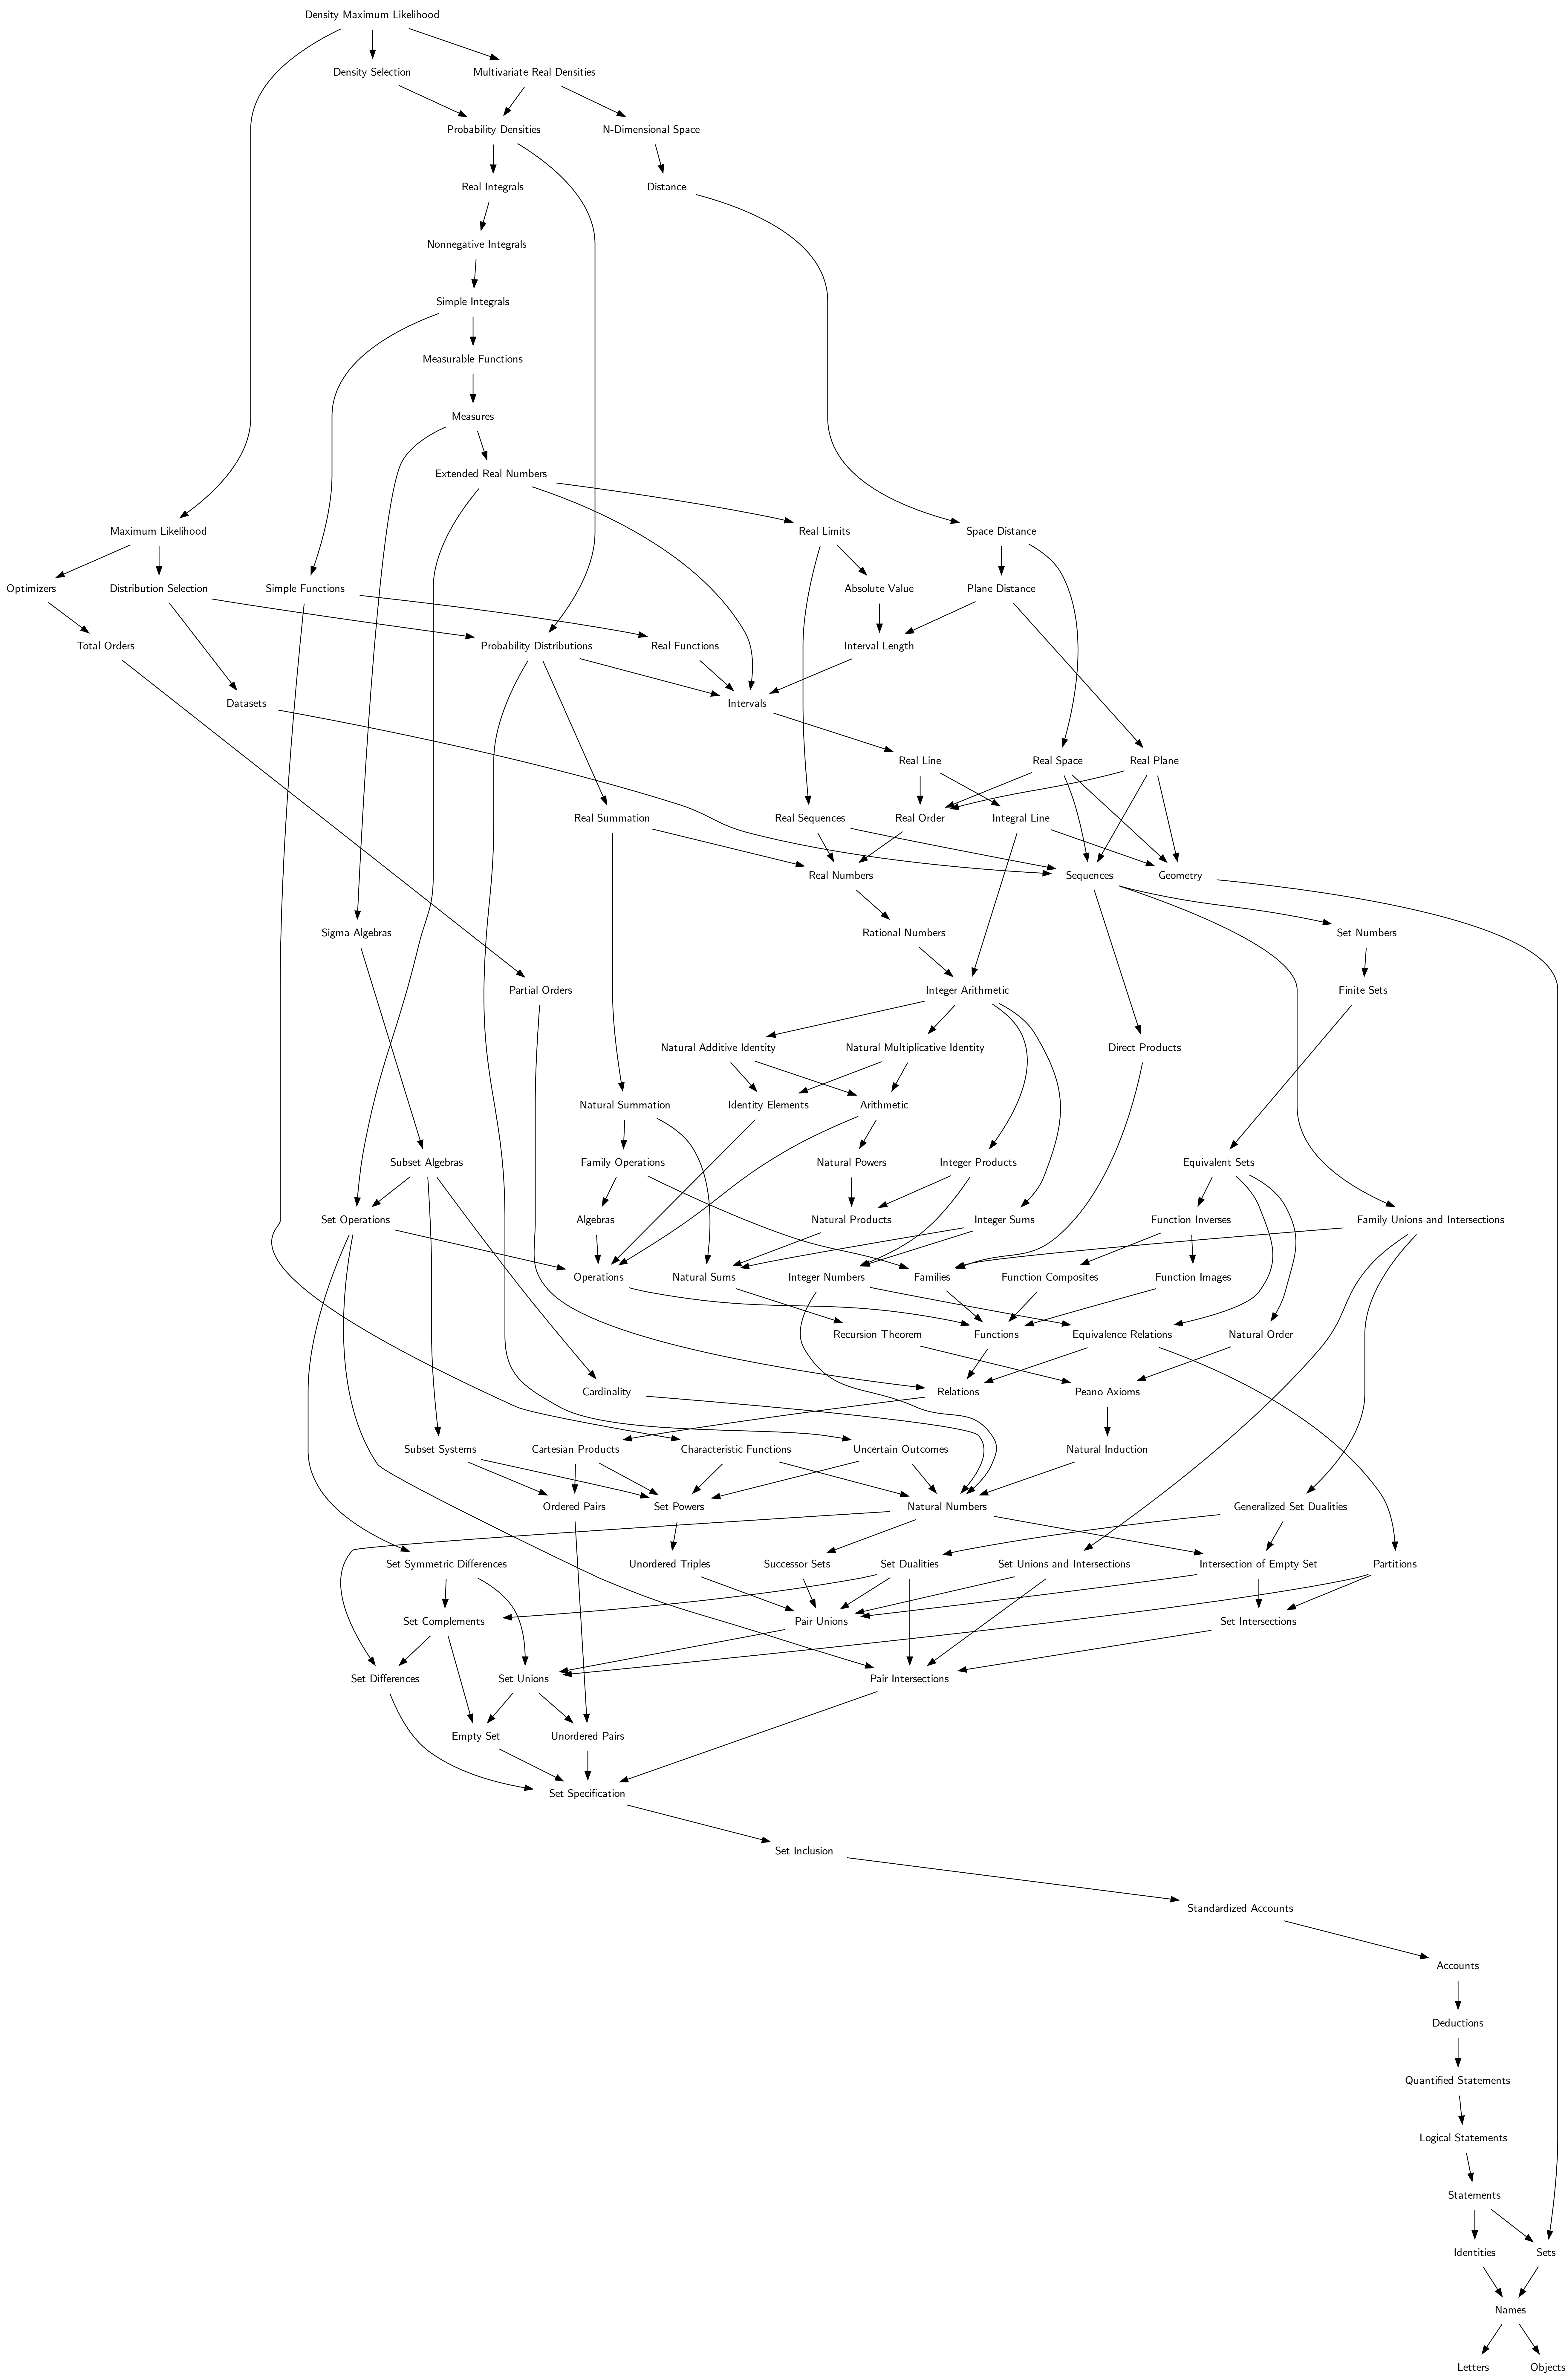 Density Maximum Likelihood
Density Selection
Multivariate Real Densities
Probability Densities
N-Dimensional Space
Real Integrals
Distance
Nonnegative Integrals
Simple Integrals
Measurable Functions
Measures
Extended Real Numbers
Maximum Likelihood
Real Limits
Space Distance
Optimizers
Distribution Selection
Simple Functions
Absolute Value
Plane Distance
Total Orders
Probability Distributions
Real Functions
Interval Length
Datasets
Intervals
Real Line
Real Space
Real Plane
Real Summation
Real Sequences
Real Order
Integral Line
Real Numbers
Sequences
Geometry
Sigma Algebras
Rational Numbers
Set Numbers
Partial Orders
Integer Arithmetic
Finite Sets
Natural Additive Identity
Natural Multiplicative Identity
Direct Products
Natural Summation
Identity Elements
Arithmetic
Subset Algebras
Family Operations
Natural Powers
Integer Products
Equivalent Sets
Set Operations
Algebras
Natural Products
Integer Sums
Function Inverses
Family Unions and Intersections
Operations
Natural Sums
Integer Numbers
Families
Function Composites
Function Images
Recursion Theorem
Functions
Equivalence Relations
Natural Order
Cardinality
Relations
Peano Axioms
Subset Systems
Cartesian Products
Characteristic Functions
Uncertain Outcomes
Natural Induction
Ordered Pairs
Set Powers
Natural Numbers
Generalized Set Dualities
Set Symmetric Differences
Unordered Triples
Successor Sets
Set Dualities
Set Unions and Intersections
Intersection of Empty Set
Partitions
Set Complements
Pair Unions
Set Intersections
Set Differences
Set Unions
Pair Intersections
Empty Set
Unordered Pairs
Set Specification
Set Inclusion
Standardized Accounts
Accounts
Deductions
Quantified Statements
Logical Statements
Statements
Identities
Sets
Names
Letters
Objects